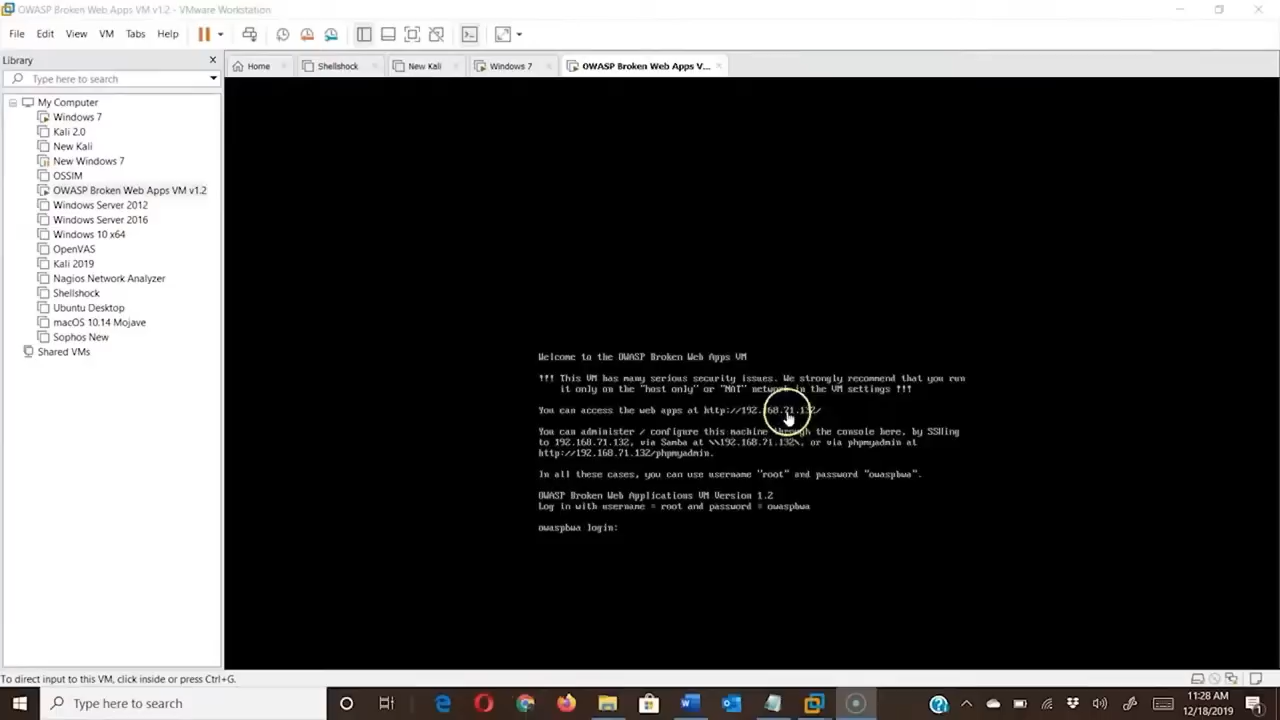 OWASP Broken Web Apps VM v1.2 - VMware Workstation
File Edit View VM Tabs Help
Library
Type here to search
Home
Shellshock
New Kali
Windows 7
OWASP Broken Web Apps V...
My Computer
Windows 7
Kali 2.0
New Kali
New Windows 7
OSSIM
OWASP Broken Web Apps VM v1.2
Windows Server 2012
Windows Server 2016
Windows 10 x64
OpenVAS
Kali 2019
Nagios Network Analyzer
Shellshock
Ubuntu Desktop
macOS 10.14 Mojave
Sophos New
Shared VMs
Welcome to the OWASP Broken Web Apps VM
!!! This VM has many serious security issues. We strongly recommend that you run
it only on the "host only" or "NAT" network in the VM settings !!!
You can access the web apps at http://192.168.71.132/
You can administer / configure this machine through the console here, by SSHing
to 192.168.71.132, via Samba at \\192.168.71.132\, or via phpmyadmin at
http://192.168.71.132/phpmyadmin.
In all these cases, you can use username "root" and password "owaspbwa".
OWASP Broken Web Applications VM Version 1.2
Log in with username = root and password = owaspbwa
owaspbwa login:
To direct input to this VM, click inside or press Ctrl+G.
Type here to search
11:28 AM
12/18/2019